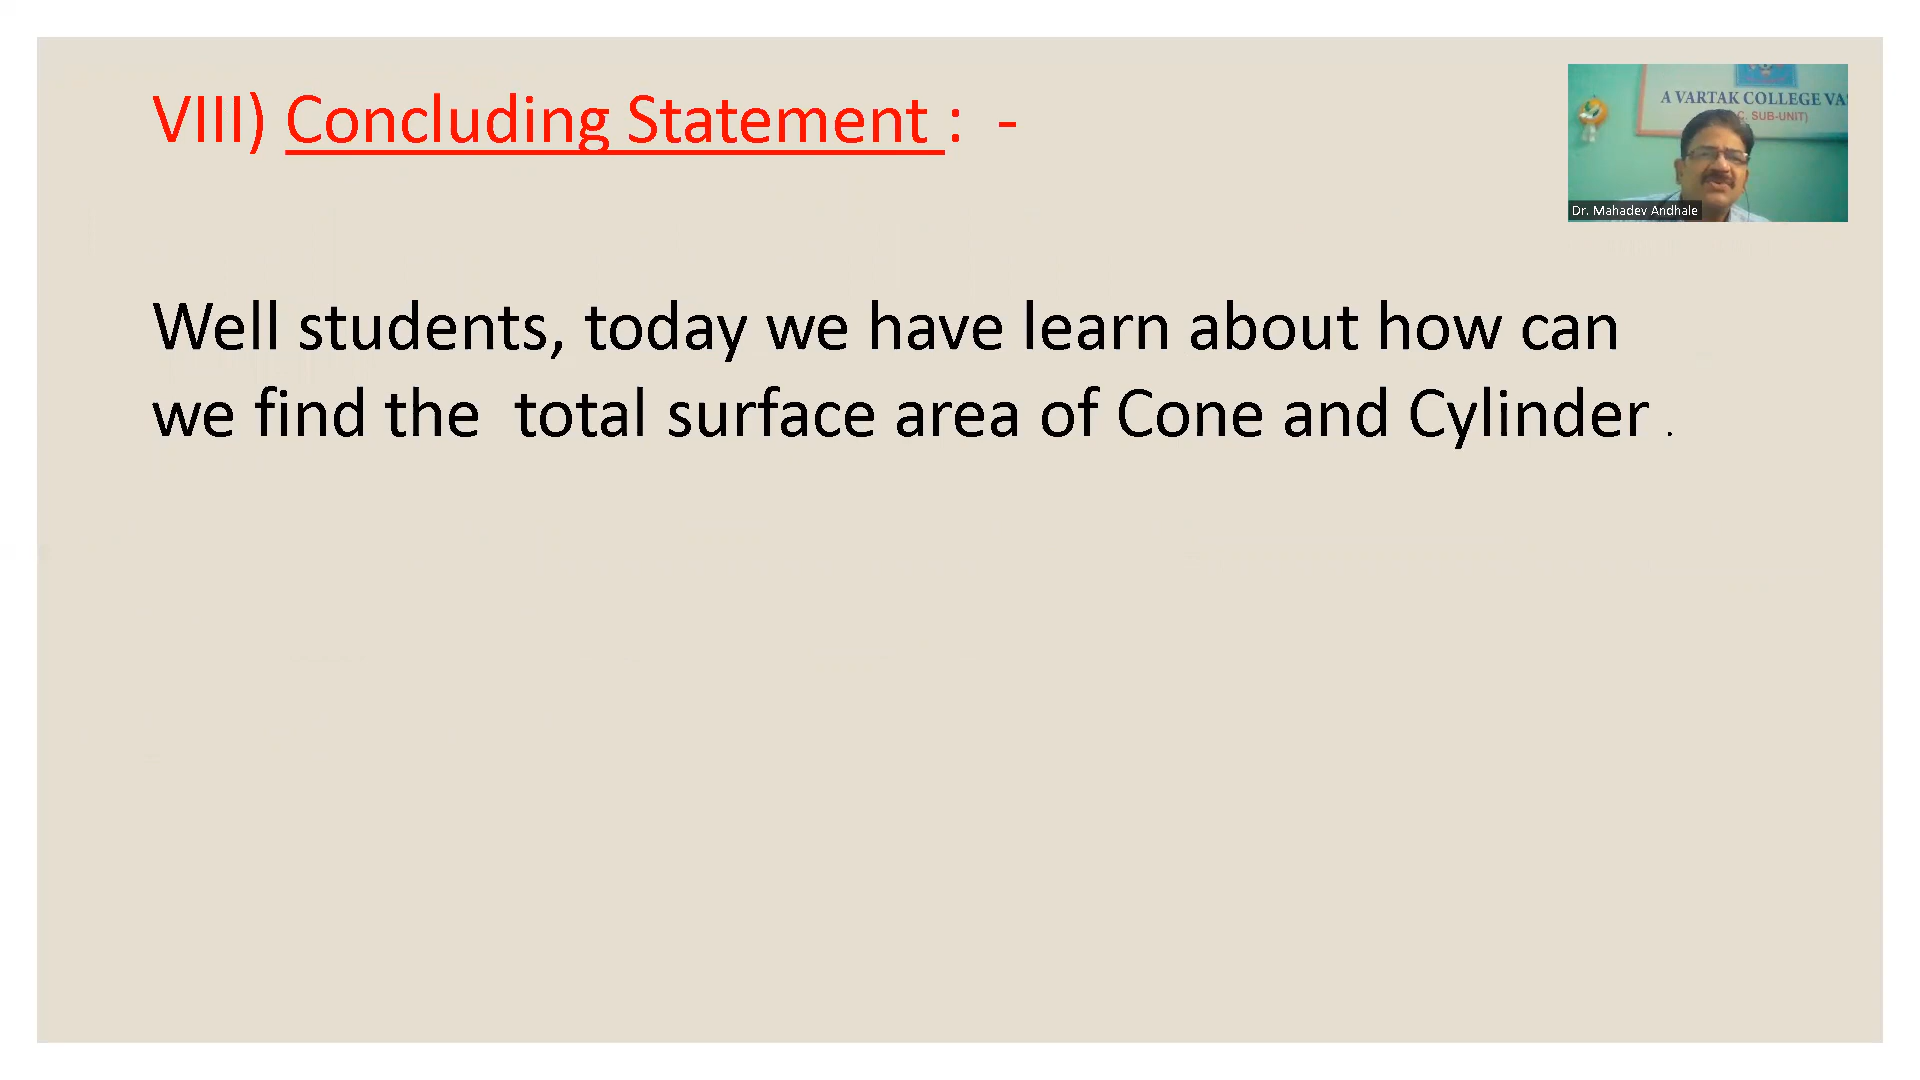 VIII) Concluding Statement : -
A VARTAK COLLEGE
C. SUB-UNIT)
Dr. Mahadev Andhale
Well students, today we have learn about how can
we find the total surface area of Cone and Cylinder .